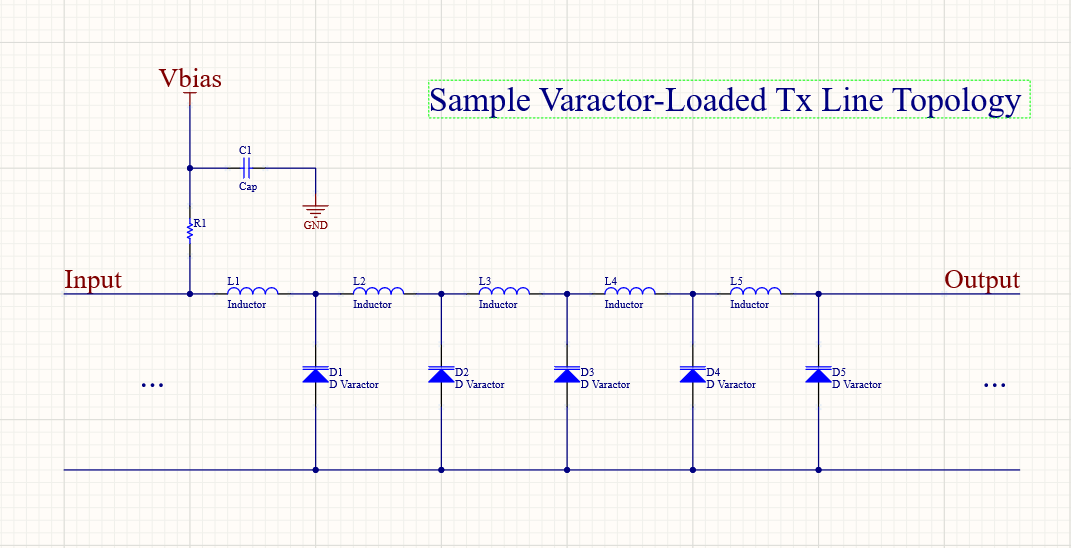 Vbias
Sample Varactor-Loaded Tx Line Topology
C1
Cap
R1
GND
Input
Output
L1
Inductor
L2
Inductor
L3
Inductor
L4
Inductor
L5
Inductor
D1
D Varactor
D2
D Varactor
D3
D Varactor
D4
D Varactor
D5
D Varactor
...
...